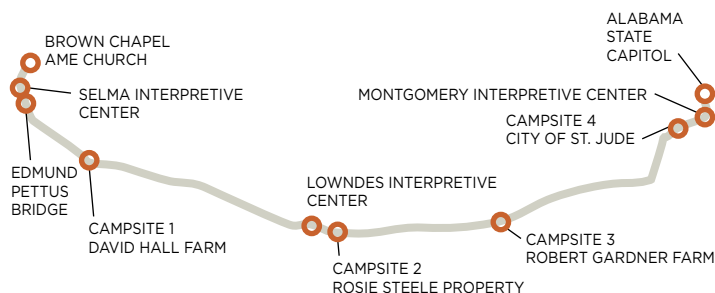 BROWN CHAPEL
AME CHURCH
SELMA INTERPRETIVE
CENTER
EDMUND
PETTUS
BRIDGE
CAMPSITE 1
DAVID HALL FARM
LOWNDES INTERPRETIVE
CENTER
CAMPSITE 2
ROSIE STEELE PROPERTY
CAMPSITE 3
ROBERT GARDNER FARM
CAMPSITE 4
CITY OF ST. JUDE
MONTGOMERY INTERPRETIVE CENTER
ALABAMA
STATE
CAPITOL